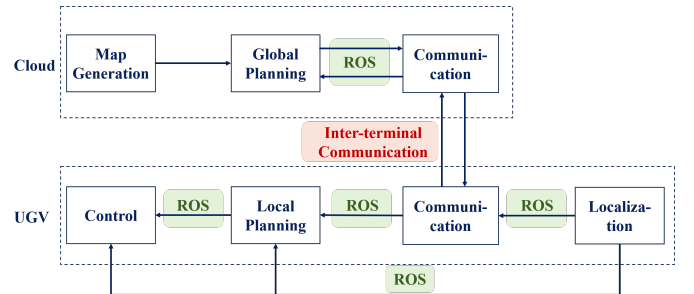 Cloud
Map
Generation
Global
Planning
ROS
Communi-
cation
Inter-terminal
Communication
UGV
Control
ROS
Local
Planning
ROS
Communi-
cation
ROS
Localiza-
tion
ROS